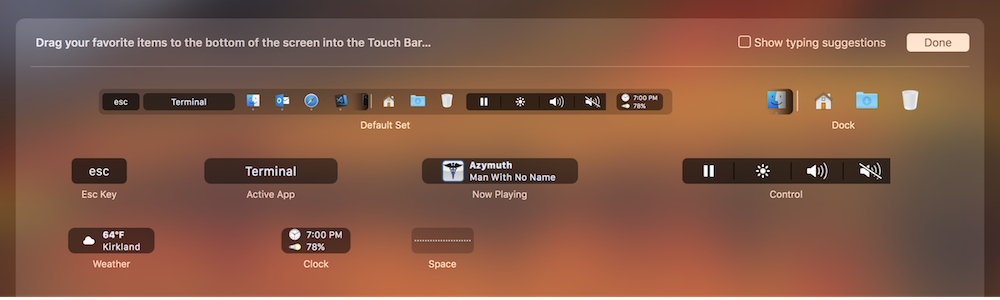 Drag your favorite items to the bottom of the screen into the Touch Bar...
Show typing suggestions
Done
esc
Terminal
7:00 PM
78%
Default Set
Dock
esc
Esc Key
Terminal
Active App
Azymuth
Man With No Name
Now Playing
Control
64°F
Kirkland
Weather
7:00 PM
78%
Clock
Space